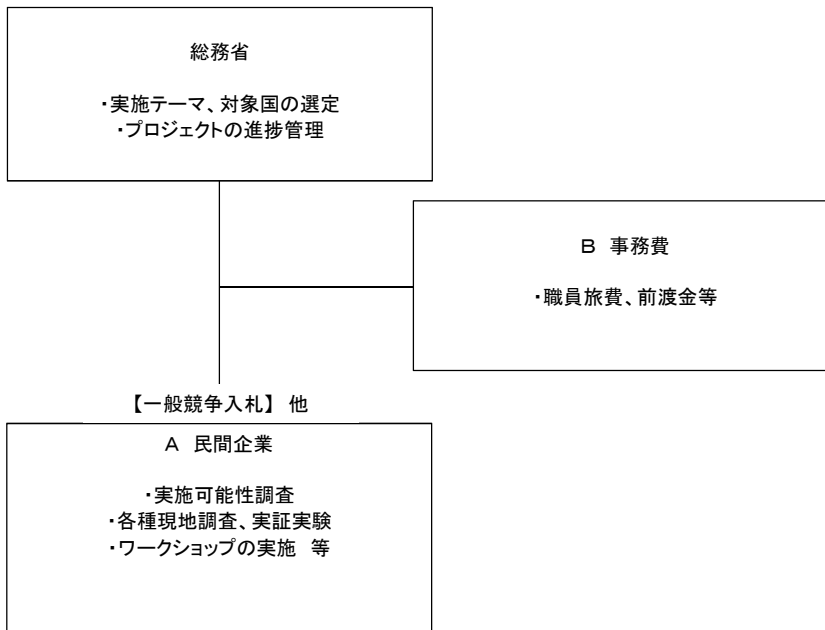 総務省
・実施テーマ、対象国の選定
・プロジェクトの進捗管理
B 事務費
・職員旅費、前渡金等
【一般競争入札】 他
A 民間企業
・実施可能性調査
・各種現地調査、実証実験
・ワークショップの実施 等